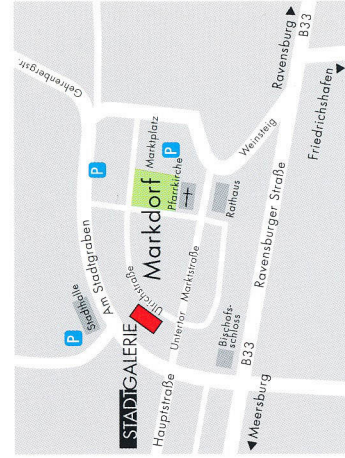 Gehrenbergstr.
P
Stadthalle
Am Stadtgraben
P
STADTGALERIE
Ulrichstraße
Markdorf
Marktplatz
P
Pfarrkirche
Hauptstraße
Untertor
Marktstraße
Rathaus
Weinsteig
Bischofs-
schloss
Meersburg
B33
Ravensburger Straße
Ravensburg
B33
Friedrichshafen